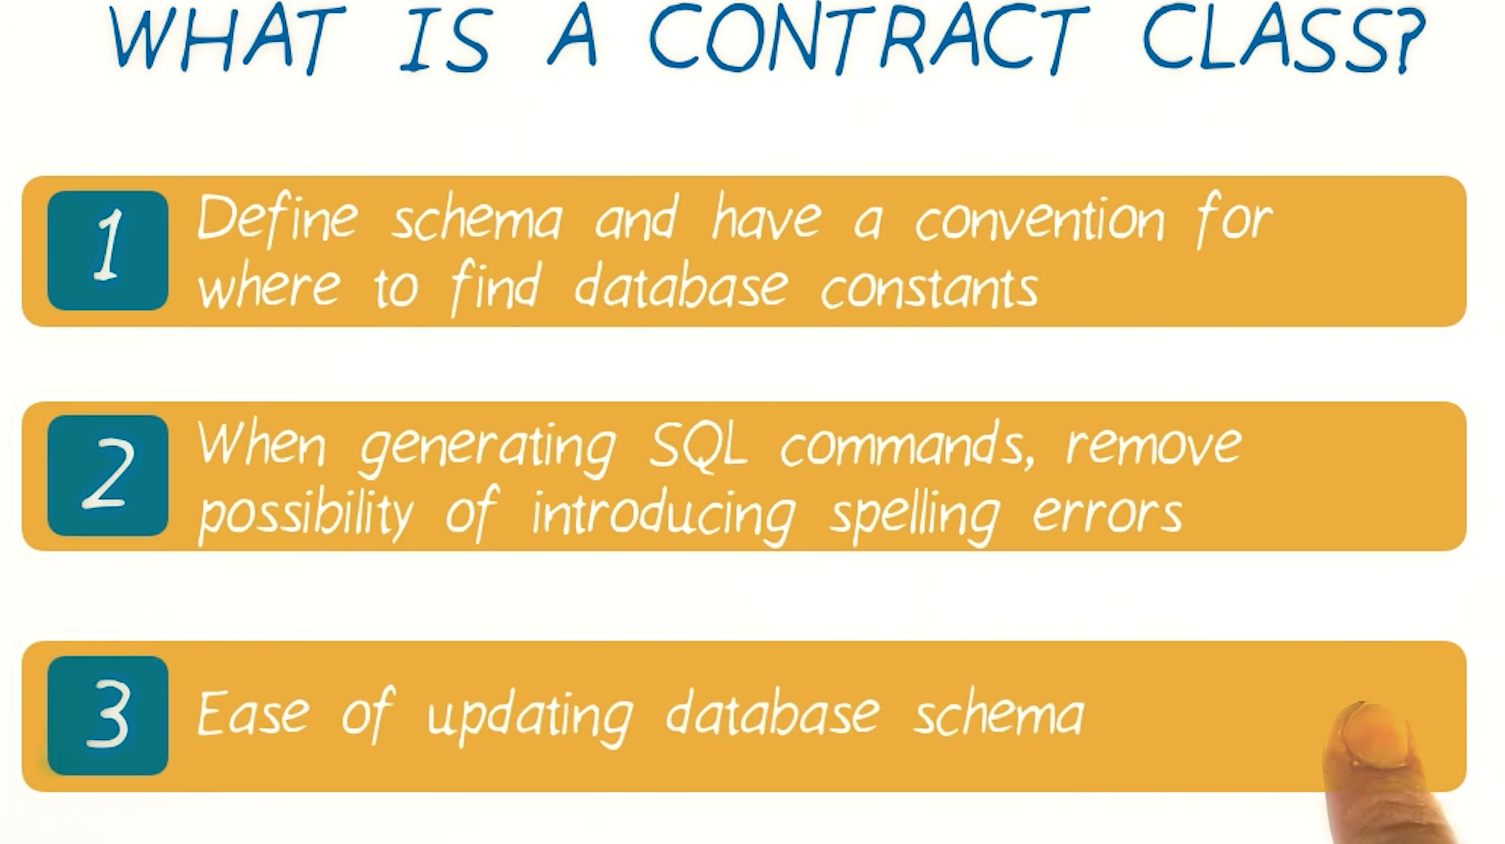 WHAT IS A CONTRACT CLASS?
1
Define schema and have a convention for
where to find database constants
2
When generating SQL commands, remove
possibility of introducing spelling errors
3
Ease of updating database schema